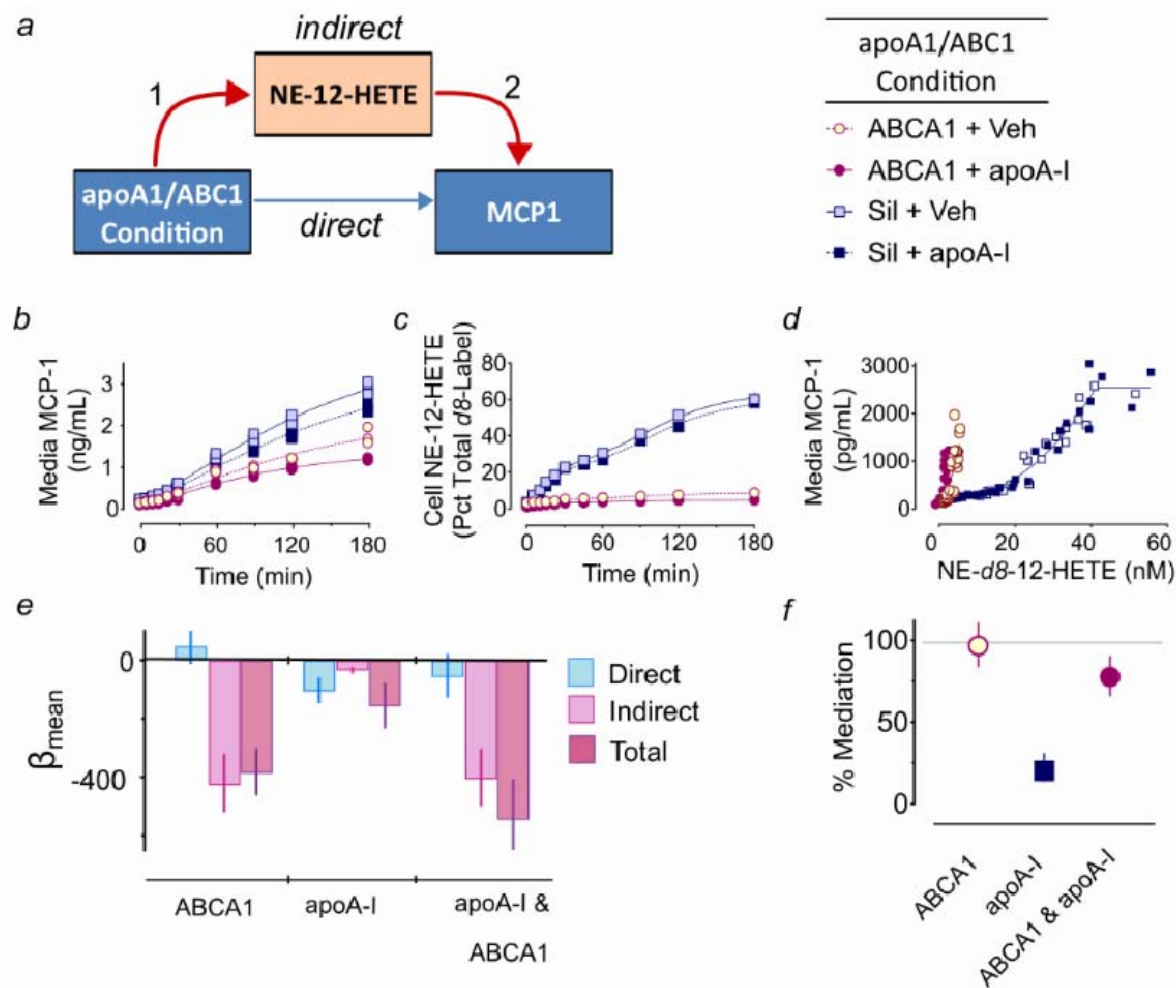 a
indirect
1
NE-12-HETE
2
apoA1/ABC1
Condition
direct
MCP1
apoA1/ABC1
Condition
ABCA1 + Veh
ABCA1 + apoA-I
Sil + Veh
Sil + apoA-I
b
Media MCP-1
(ng/mL)
3
2
1
0
0
60
120
180
Time (min)
c
Cell NE-12-HETE
(Pct Total d8-Label)
80
60
40
20
0
0
60
120
180
Time (min)
d
Media MCP-1
(pg/mL)
3000
2000
1000
0
0
20
40
60
NE-d8-12-HETE (nM)
e
βmean
0
-400
Direct
Indirect
Total
ABCA1
apoA-I
apoA-I &
ABCA1
f
% Mediation
100
50
0
ABCA1
apoA-I
ABCA1 & apoA-I